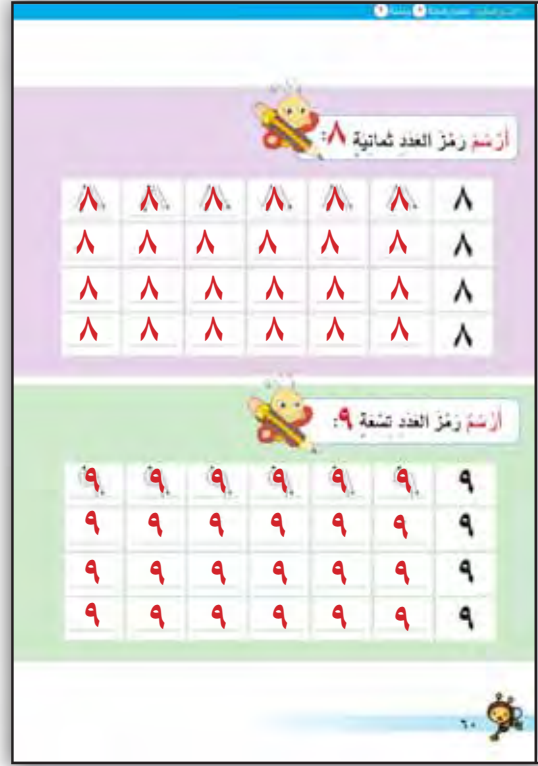 أَرْسُمُ رَمْزَ الْعَدَدِ ثَمَانِيَةٍ ٨:
٨ ٨ ٨ ٨ ٨ ٨ ٨
٨ ٨ ٨ ٨ ٨ ٨ ٨
٨ ٨ ٨ ٨ ٨ ٨ ٨
٨ ٨ ٨ ٨ ٨ ٨ ٨
أَرْسُمُ رَمْزَ الْعَدَدِ تِسْعَةٍ ٩:
٩ ٩ ٩ ٩ ٩ ٩ ٩
٩ ٩ ٩ ٩ ٩ ٩ ٩
٩ ٩ ٩ ٩ ٩ ٩ ٩
٩ ٩ ٩ ٩ ٩ ٩ ٩
٦٠